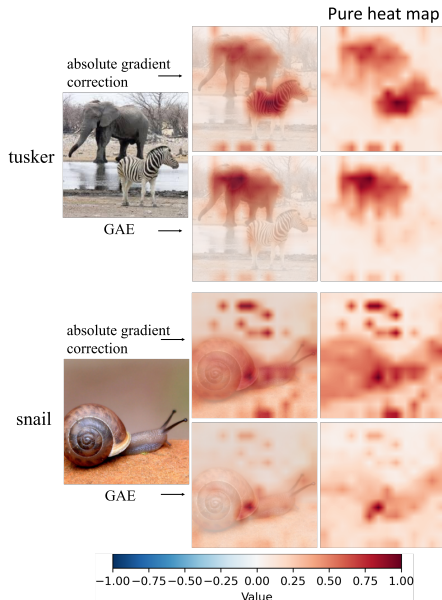 Pure heat map
absolute gradient
correction
tusker
GAE
absolute gradient
correction
snail
GAE
−1.00 −0.75 −0.50 −0.25 0.00 0.25 0.50 0.75 1.00
Value